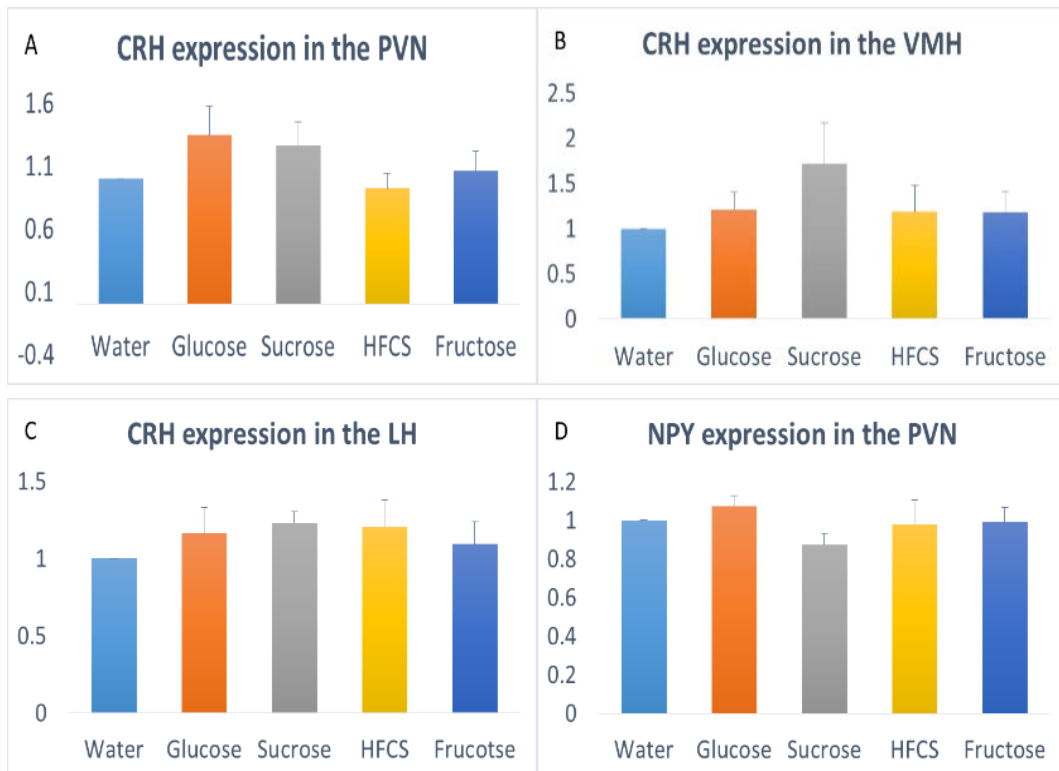 A
CRH expression in the PVN
1.6
1.1
0.6
0.1
-0.4
Water Glucose Sucrose HFCS Fructose
B
CRH expression in the VMH
2.5
2
1.5
1
0.5
0
Water Glucose Sucrose HFCS Fructose
C
CRH expression in the LH
1.5
1
0.5
0
Water Glucose Sucrose HFCS Frucotse
D
NPY expression in the PVN
1.2
1
0.8
0.6
0.4
0.2
0
Water Glucose Sucrose HFCS Fructose